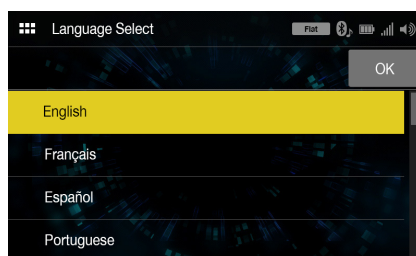 Language Select
Flat
OK
English
Français
Español
Portuguese